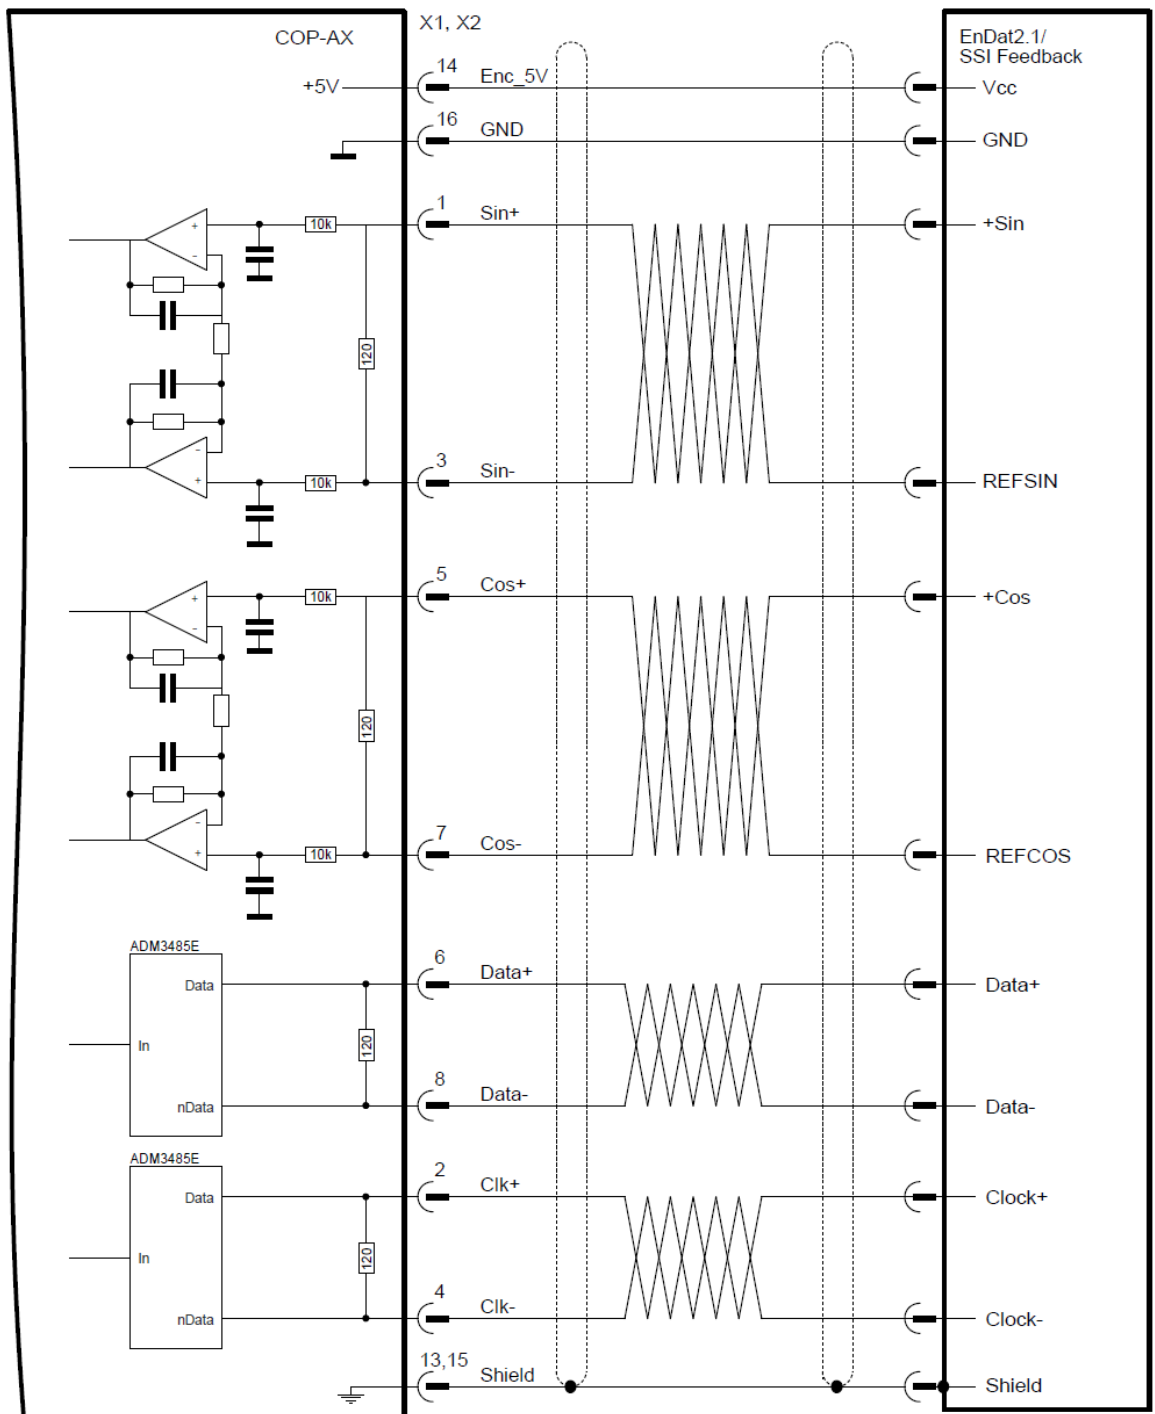 COP-AX
X1, X2
EnDat2.1/
SSI Feedback
+5V
14
Enc_5V
Vcc
16
GND
GND
1
Sin+
+Sin
+
-
10k
120
-
+
10k
3
Sin-
REFSIN
5
Cos+
+Cos
+
-
10k
120
-
+
10k
7
Cos-
REFCOS
ADM3485E
Data
In
nData
120
6
Data+
Data+
8
Data-
Data-
ADM3485E
Data
In
nData
120
2
Clk+
Clock+
4
Clk-
Clock-
13,15
Shield
Shield